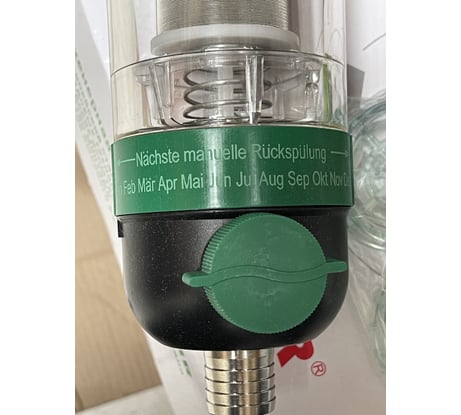 Nächste manuelle Rückspülung
Feb Mär Apr Mai Jun Jul Aug Sep Okt Nov
®